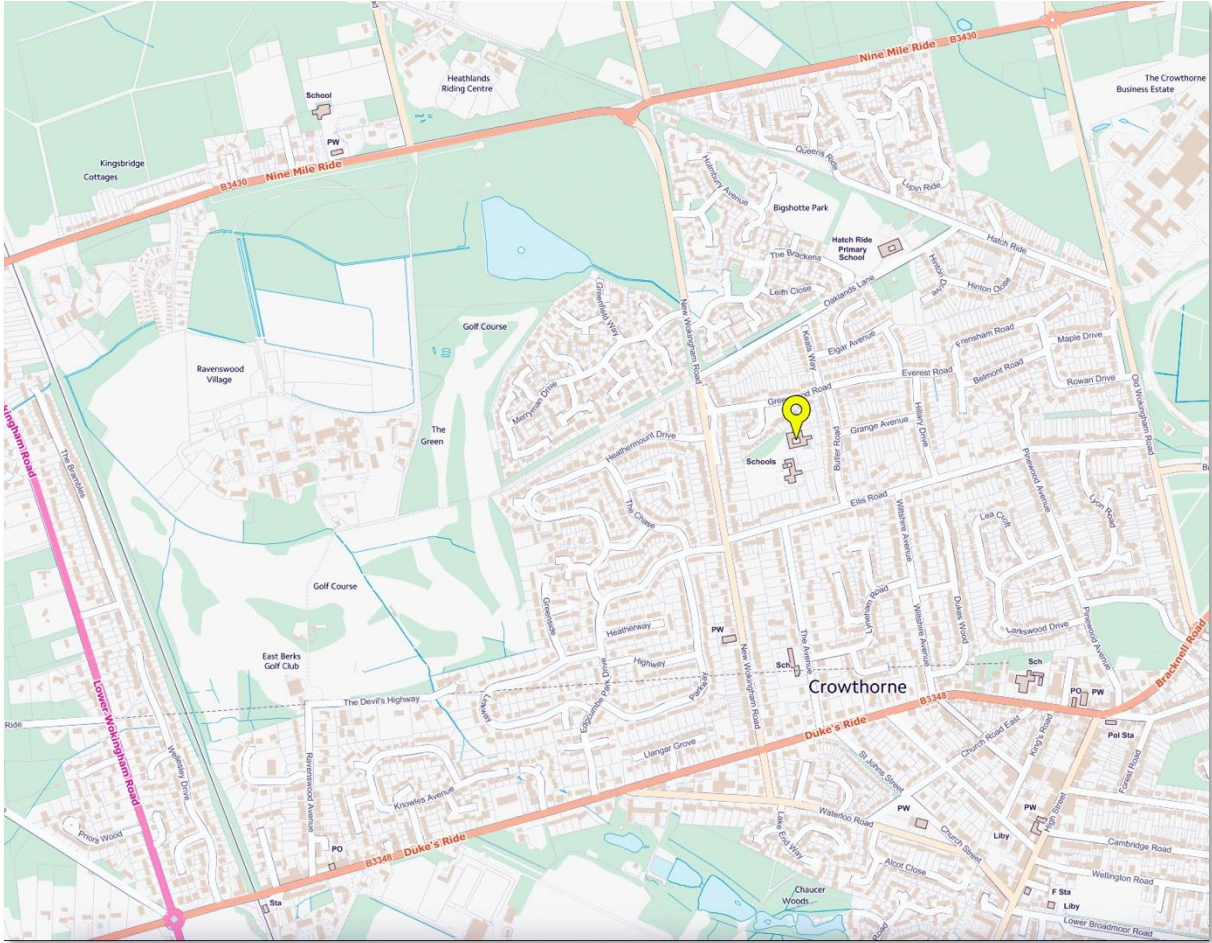 Nine Mile Ride
B3430
The Crowthorne
Business Estate
Heathlands
Riding Centre
School
PW
Kingsbridge
Cottages
B3430
Nine Mile Ride
Queens Ride
Lupin Ride
Holmbury Avenue
Bigshotte Park
Hatch Ride
Primary
School
Hatch Ride
The Brackens
Leith Close
Oaklands Lane
Hinton Drive
Hinton Close
Greenfield Way
New Wokingham Road
Golf Course
Keats Way
Elgar Avenue
Frensham Road
Maple Drive
Ravenswood
Village
Everest Road
Belmont Road
Rowan Drive
Old Wokingham Road
Merryman Drive
The
Green
Hillary Drive
Grange Avenue
Butler Road
Heathermount Drive
Schools
The Brambles
Pinewood Avenue
Ellis Road
Lyon Road
The Chase
Wiltshire Avenue
Lea Croft
Golf Course
Greenside
Heatherway
Dukes Wood
PW
The Avenue
Wiltshire Avenue
Larkswood Drive
Pinewood Avenue
Bracknell Road
East Berks
Golf Club
Highway
Sch
Sch
Crowthorne
PO
PW
Lower Wokingham Road
The Devil's Highway
Larkway
Edgcumbe Park Drive
Parkway
New Wokingham Road
B3348
Ride
Duke's Ride
Pol Sta
Wellesley Drive
Ravenswood Avenue
Llangar Grove
St Johns Street
Church Road East
King's Road
Forest Road
Knowles Avenue
Priors Wood
Waterloo Road
PW
PW
High Street
Lake End Way
Church Street
Liby
Cambridge Road
PO
B3348
Duke's Ride
Alcot Close
Wellington Road
Sta
Chaucer
Woods
F Sta
Liby
Lower Broadmoor Road